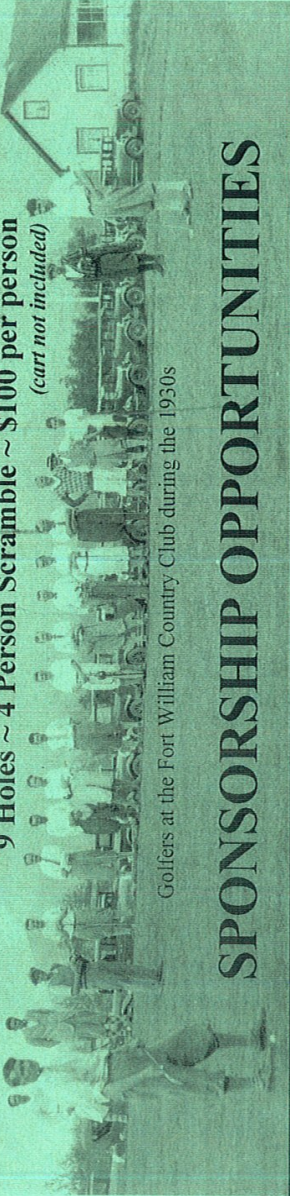 9 Holes ~ 4 Person Scramble ~ $100 per person
(cart not included)
Golfers at the Fort William Country Club during the 1930s
SPONSORSHIP OPPORTUNITIES